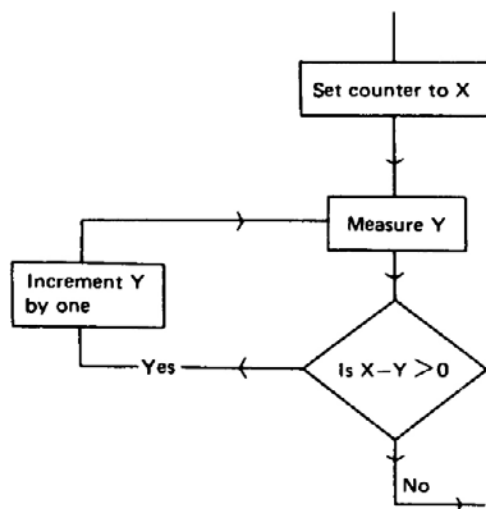 Set counter to X
Measure Y
Increment Y
by one
Yes
Is X–Y >0
No